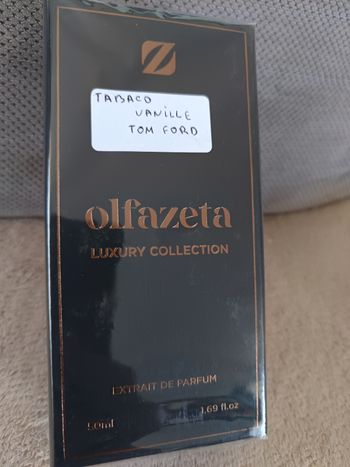 Z
TABACO
VANILLE
TOM FORD
olfazeta
LUXURY COLLECTION
EXTRAIT DE PARFUM
50ml 1.69 fl.oz